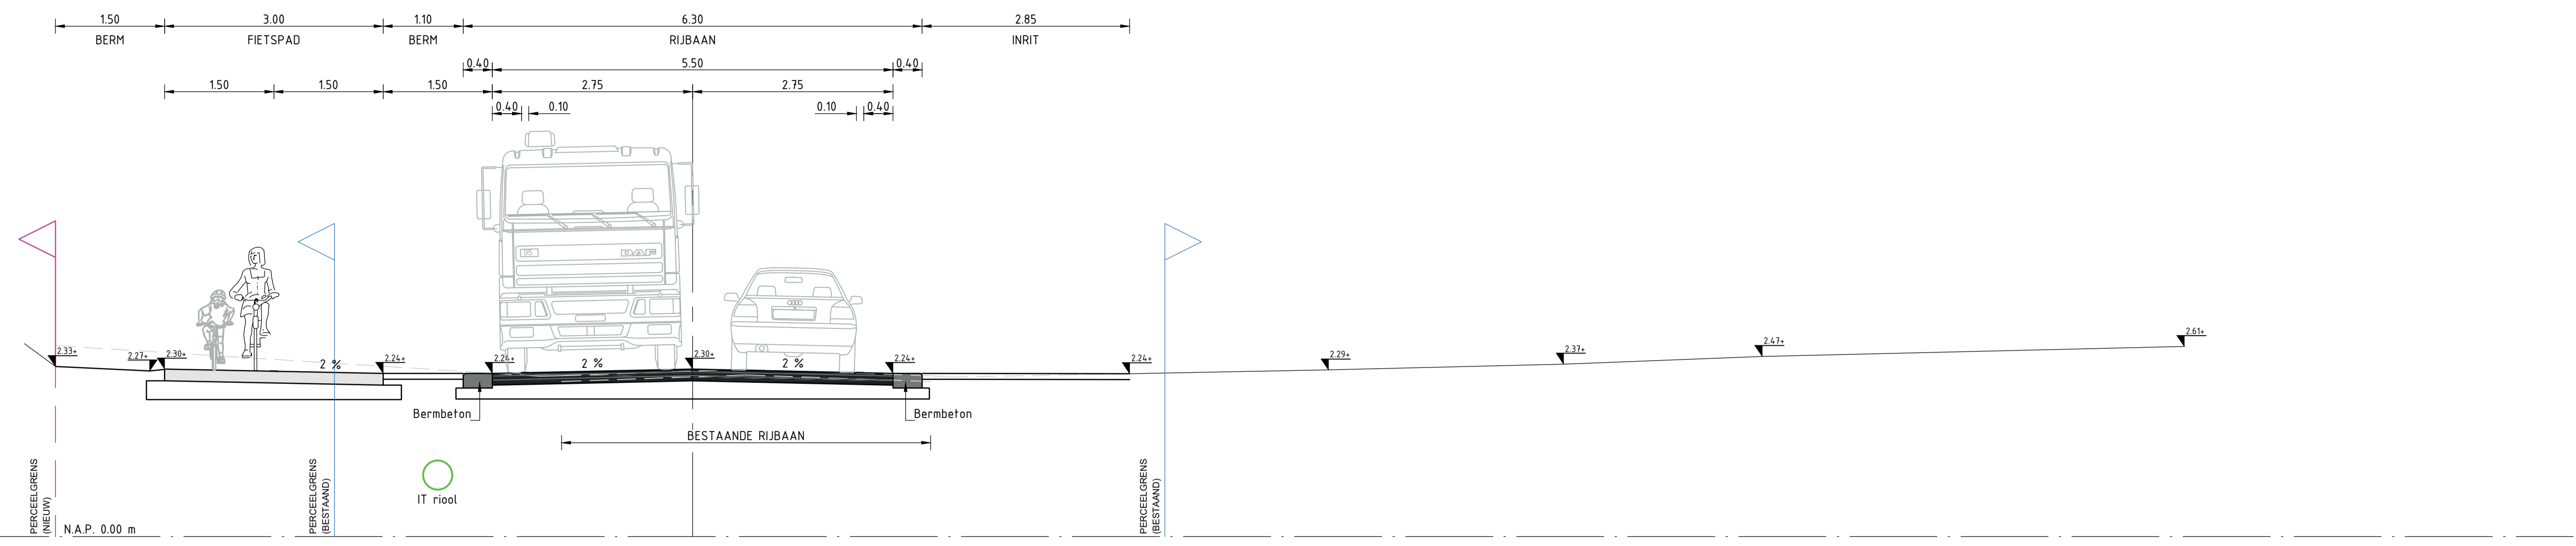 1.50 3.00 1.10 6.30 2.85
BERM FIETSPAD BERM RIJBAAN INRIT
0.40 5.50 0.40
1.50 1.50 1.50 2.75 2.75
0.40 0.10 0.10 0.40
DAF
2.33+ 2.27+ 2.30+ 2 % 2.24+ 2.24+ 2 % 2.30+ 2 % 2.24+ 2.24+ 2.29+ 2.37+ 2.47+ 2.61+
Bermbeton Bermbeton
BESTAANDE RIJBAAN
IT riool
PERCEELGRENS
(NIEUW)
PERCEELGRENS
(BESTAAND)
PERCEELGRENS
(BESTAAND)
N.A.P. 0.00 m